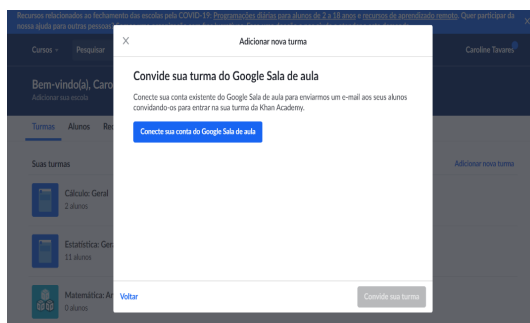 Recursos relacionados ao fechamento das escolas pela COVID-19: Programações diárias para alunos de 2 a 18 anos e recursos de aprendizado remoto. Quer participar da
nossa ajuda para outras pessoas?
Cursos
Pesquisar
Caroline Tavares
X
Adicionar nova turma
Bem-vindo(a), Caro
Adicionar sua escola
Convide sua turma do Google Sala de aula
Conecte sua conta existente do Google Sala de aula para enviarmos um e-mail aos seus alunos
convidando-os para entrar na sua turma da Khan Academy.
Conecte sua conta do Google Sala de aula
Turmas Alunos Rec
Suas turmas
Adicionar nova turma
Cálculo: Geral
2 alunos
Estatística: Ger
11 alunos
Matemática: Ar
0 alunos
Voltar
Convide sua turma